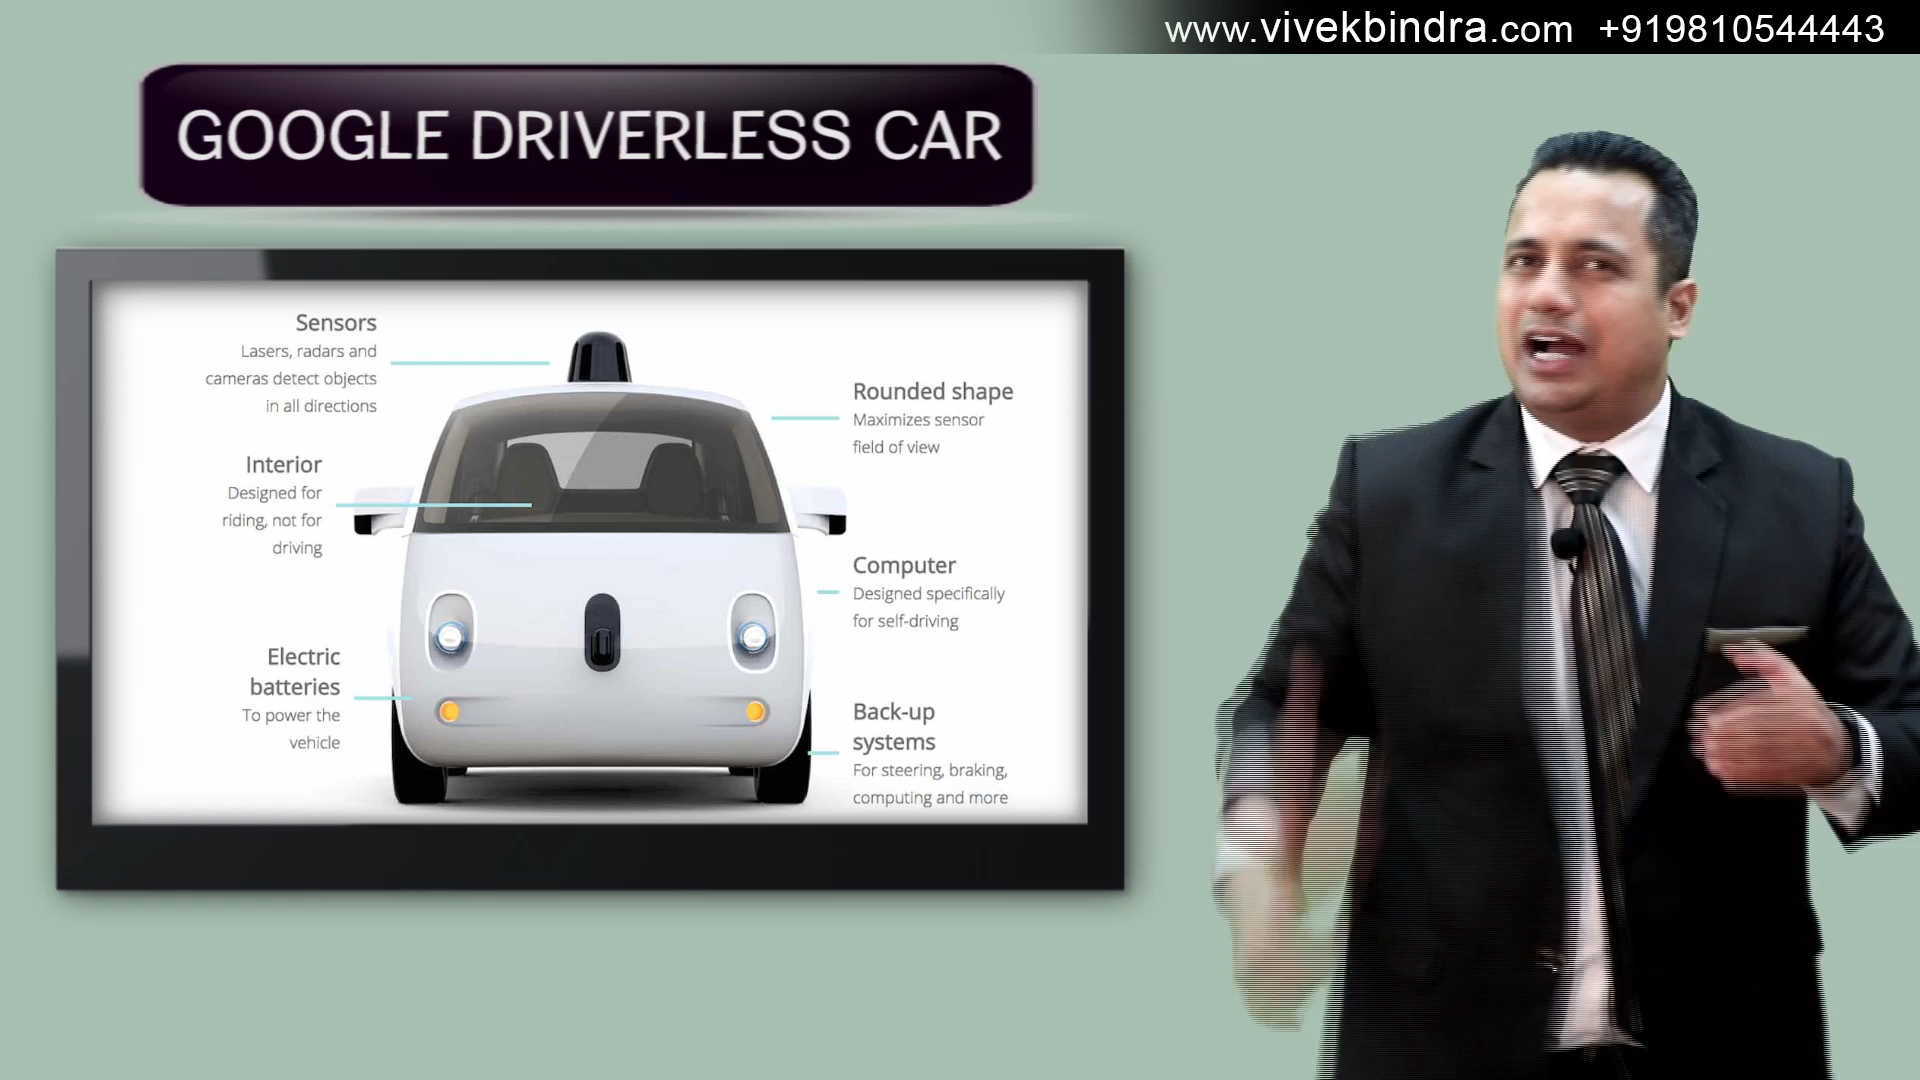 www.vivekbindra.com +919810544443
GOOGLE DRIVERLESS CAR
Sensors
Lasers, radars and
cameras detect objects
in all directions
Interior
Designed for
riding, not for
driving
Electric
batteries
To power the
vehicle
Rounded shape
Maximizes sensor
field of view
Computer
Designed specifically
for self-driving
Back-up
systems
For steering, braking,
computing and more